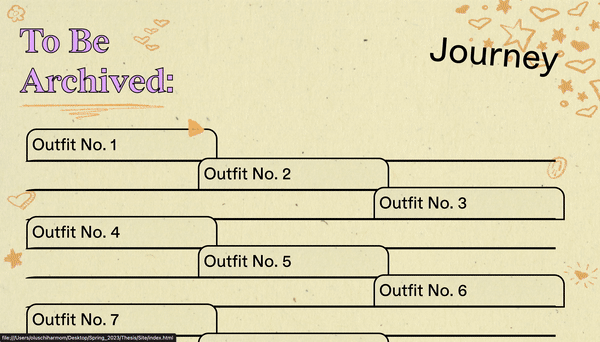 To Be
Archived:
Journey
Outfit No. 1
Outfit No. 2
Outfit No. 3
Outfit No. 4
Outfit No. 5
Outfit No. 6
Outfit No. 7
file:///Users/oluschiharmom/Desktop/Spring_2023/Thesis/Site/index.html